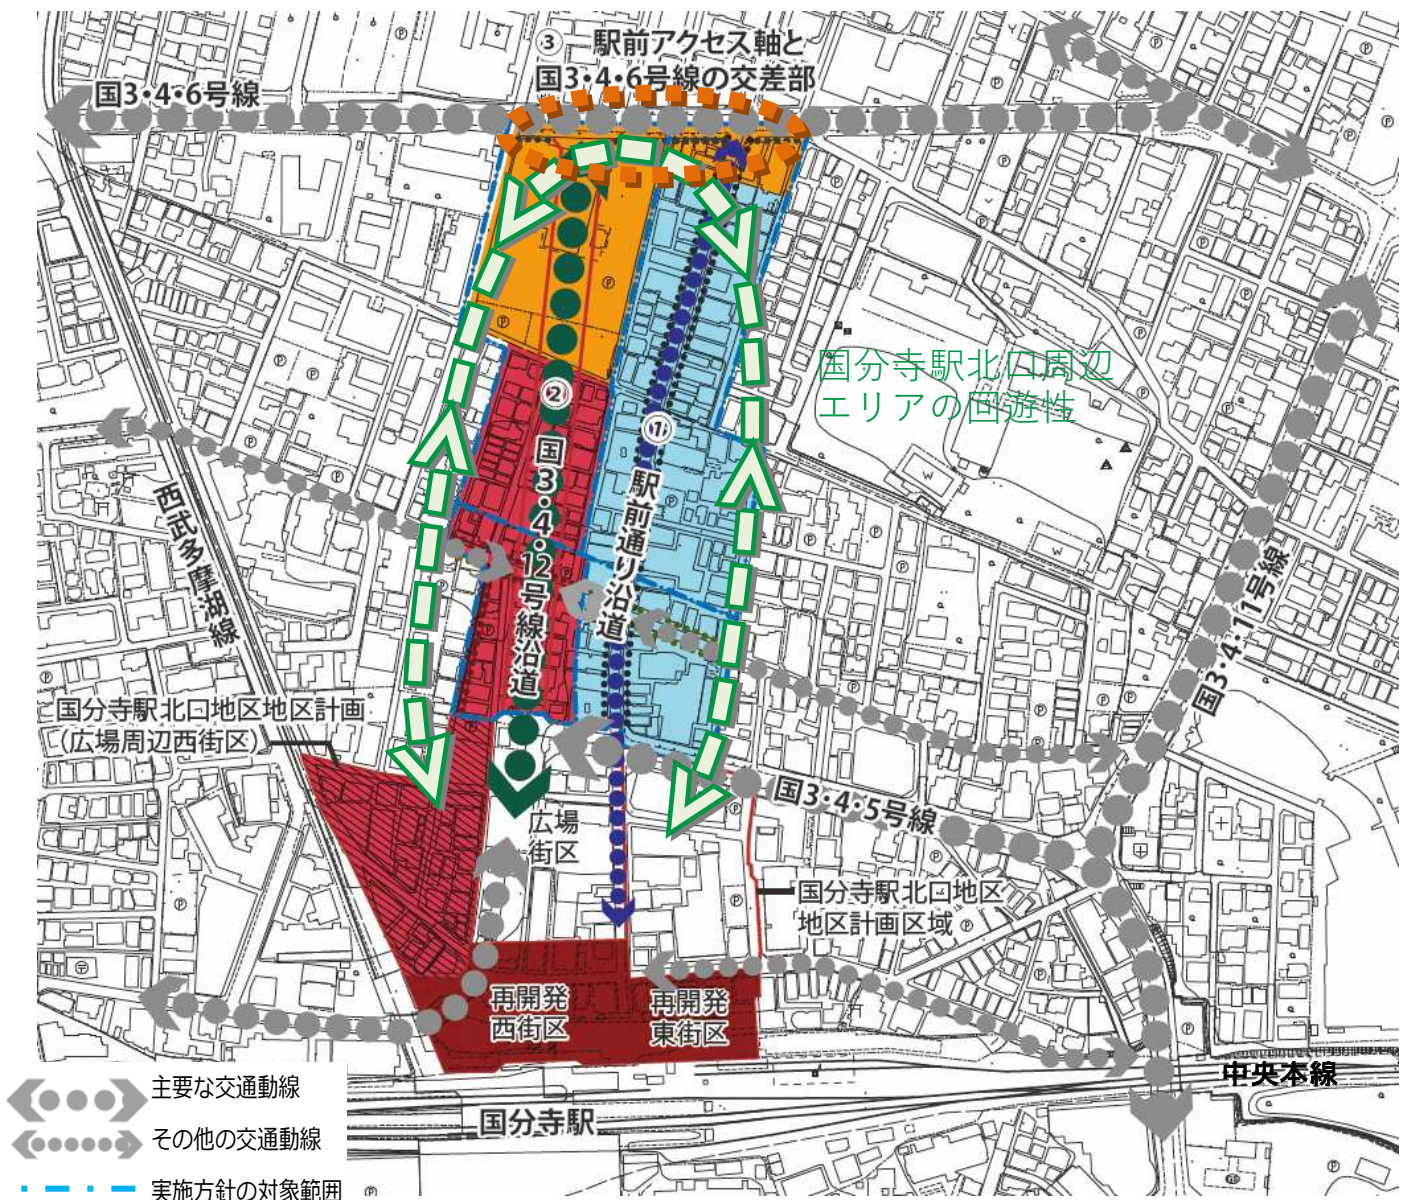 ③ 駅前アクセス軸と
国3・4・6号線の交差部
国3・4・6号線
国分寺駅北口周辺
エリアの回遊性
②
国3・4・12号線沿道
①
駅前通り沿道
西武多摩湖線
国3・4・11号線
国分寺駅北口地区地区計画
(広場周辺西街区)
国3・4・5号線
広場
街区
国分寺駅北口地区
地区計画区域
再開発
西街区
再開発
東街区
中央本線
国分寺駅
主要な交通動線
その他の交通動線
実施方針の対象範囲